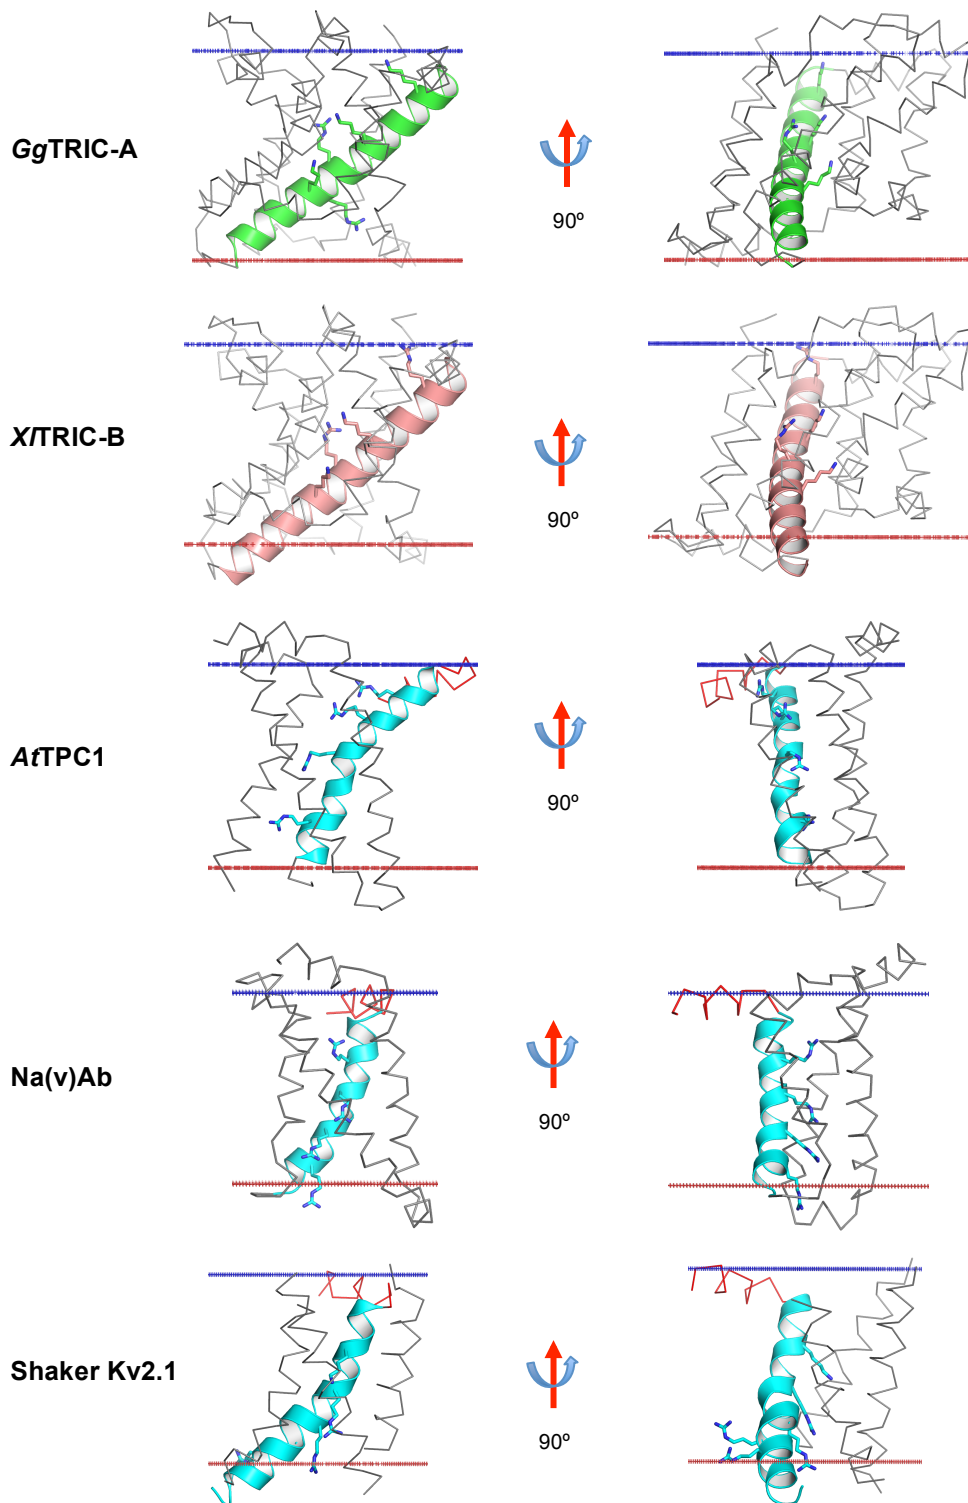 GgTRIC-A
90º
XlTRIC-B
90º
AtTPC1
90º
Na(v)Ab
90º
Shaker Kv2.1
90º